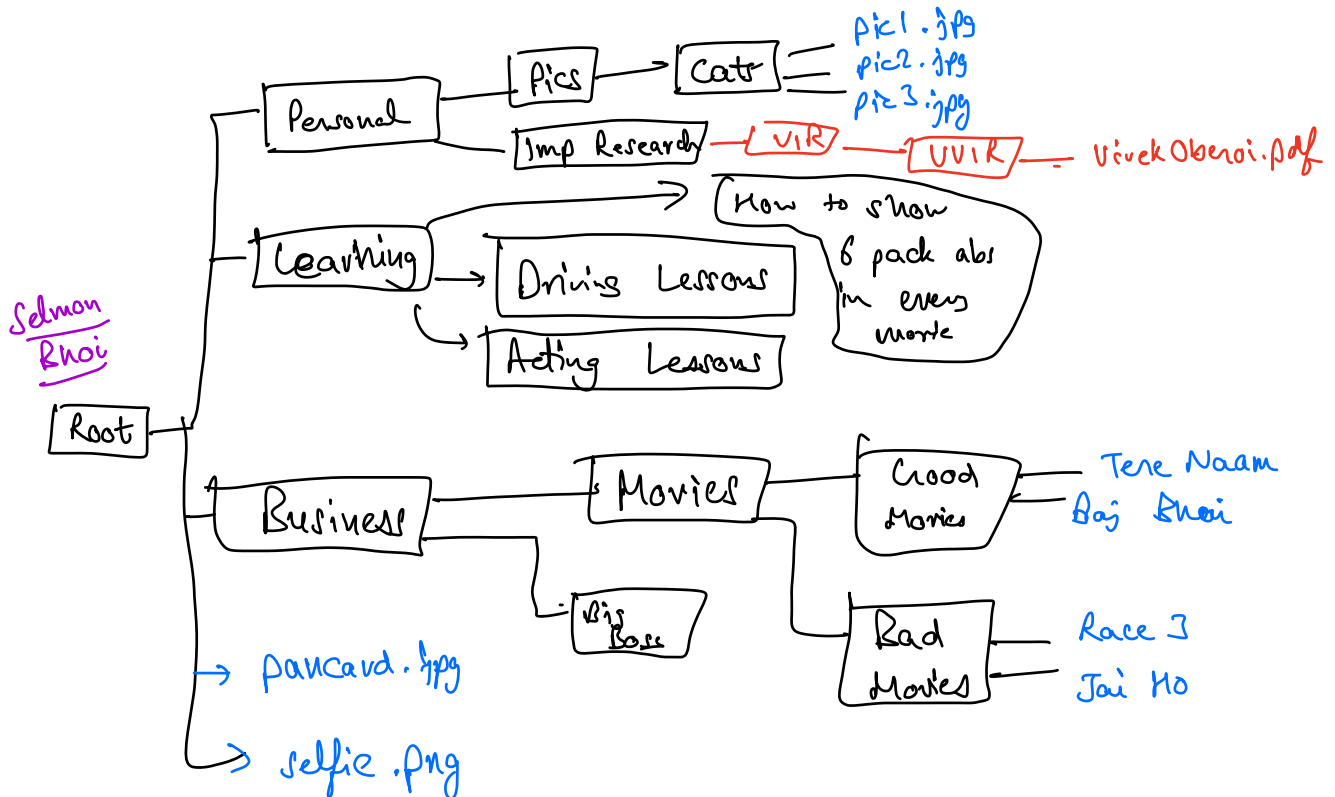 pic1.jpg
Pics
Cats
pic2.jpg
Personal
pic3.jpg
Imp Research
VIR
UVIR
VivekOberoi.pdf
How to show
6 pack abs
in every
movie
Learning
Driving Lessons
Selmon
Bhoi
Acting Lessons
Root
Good
Movies
Tere Naam
Baj Bhai
Movies
Business
Big
Boss
Bad
Movies
Race 3
Jai Ho
pancard.jpg
selfie.png